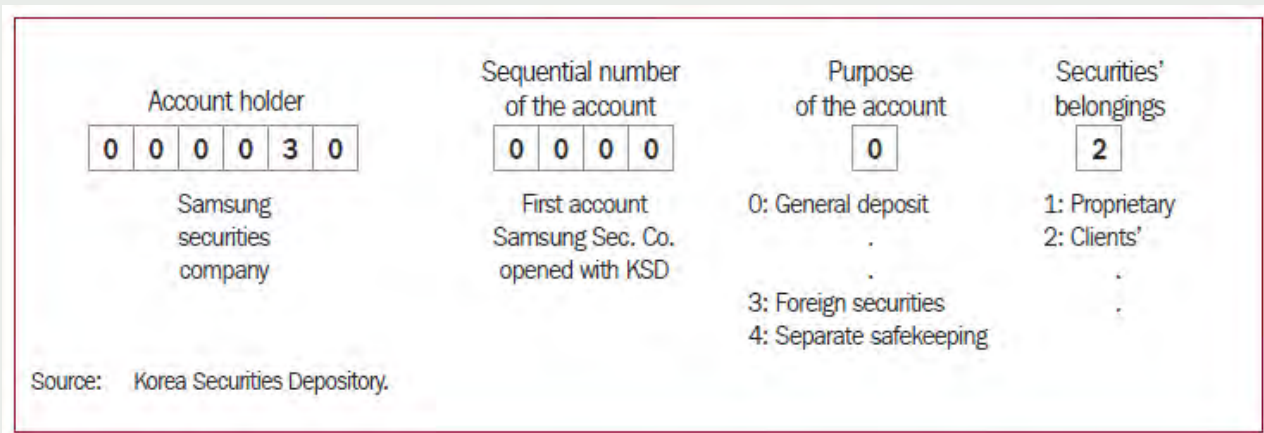 Account holder
0 0 0 0 3 0
Samsung
securities
company
Sequential number
of the account
0 0 0 0
First account
Samsung Sec. Co.
opened with KSD
Purpose
of the account
0
0: General deposit
.
.
3: Foreign securities
4: Separate safekeeping
Securities'
belongings
2
1: Proprietary
2: Clients'
.
.
Source: Korea Securities Depository.